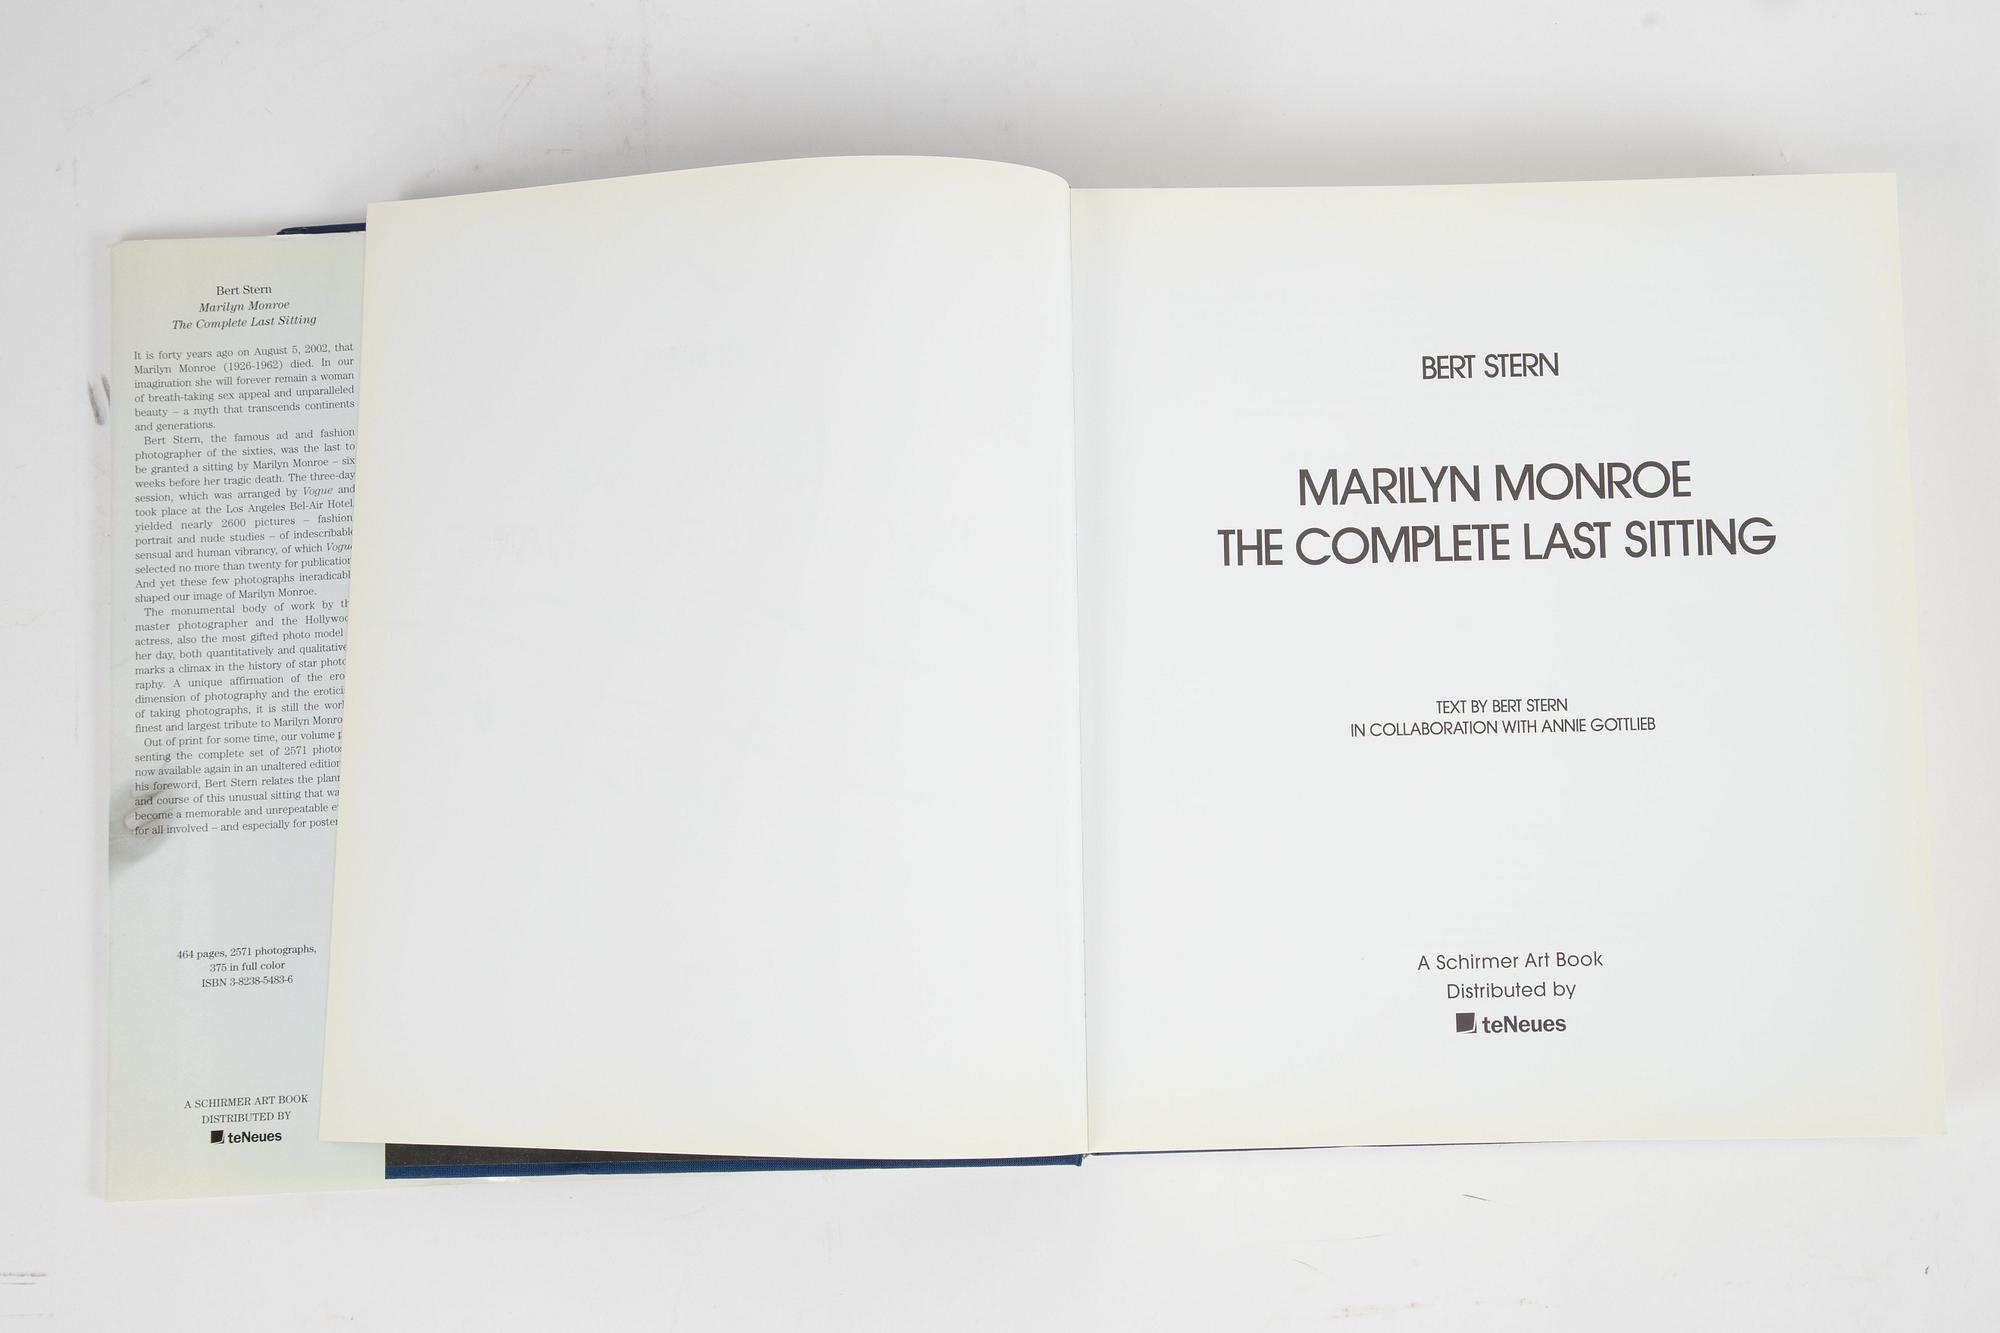 Bert Stern
Marilyn Monroe
The Complete Last Sitting
It is forty years ago on August 5, 2002, that
Marilyn Monroe (1926-1962) died. In our
imagination she will forever remain a woman
of breath-taking sex appeal and unparalleled
beauty – a myth that transcends continents
and generations.
Bert Stern, the famous ad and fashion
photographer of the sixties, was the last to
be granted a sitting by Marilyn Monroe – six
weeks before her tragic death. The three-day
session, which was arranged by Vogue and
took place at the Los Angeles Bel-Air Hotel,
yielded nearly 2600 pictures – fashion,
portrait and nude studies – of indescribable
sensual and human vibrancy, of which Vogue
selected no more than twenty for publication.
And yet these few photographs ineradicabl
shaped our image of Marilyn Monroe.
The monumental body of work by th
master photographer and the Hollywoo
actress, also the most gifted photo model
her day, both quantitatively and qualitative
marks a climax in the history of star photo
raphy. A unique affirmation of the ero
dimension of photography and the erotici
of taking photographs, it is still the worl
finest and largest tribute to Marilyn Monro
Out of print for some time, our volume p
senting the complete set of 2571 photos
now available again in an unaltered edition
his foreword, Bert Stern relates the plann
and course of this unusual sitting that wa
become a memorable and unrepeatable e
for all involved – and especially for poster
464 pages, 2571 photographs,
375 in full color
ISBN 3-8238-5483-6
A SCHIRMER ART BOOK
DISTRIBUTED BY
teNeues
BERT STERN
MARILYN MONROE
THE COMPLETE LAST SITTING
TEXT BY BERT STERN
IN COLLABORATION WITH ANNIE GOTTLIEB
A Schirmer Art Book
Distributed by
teNeues